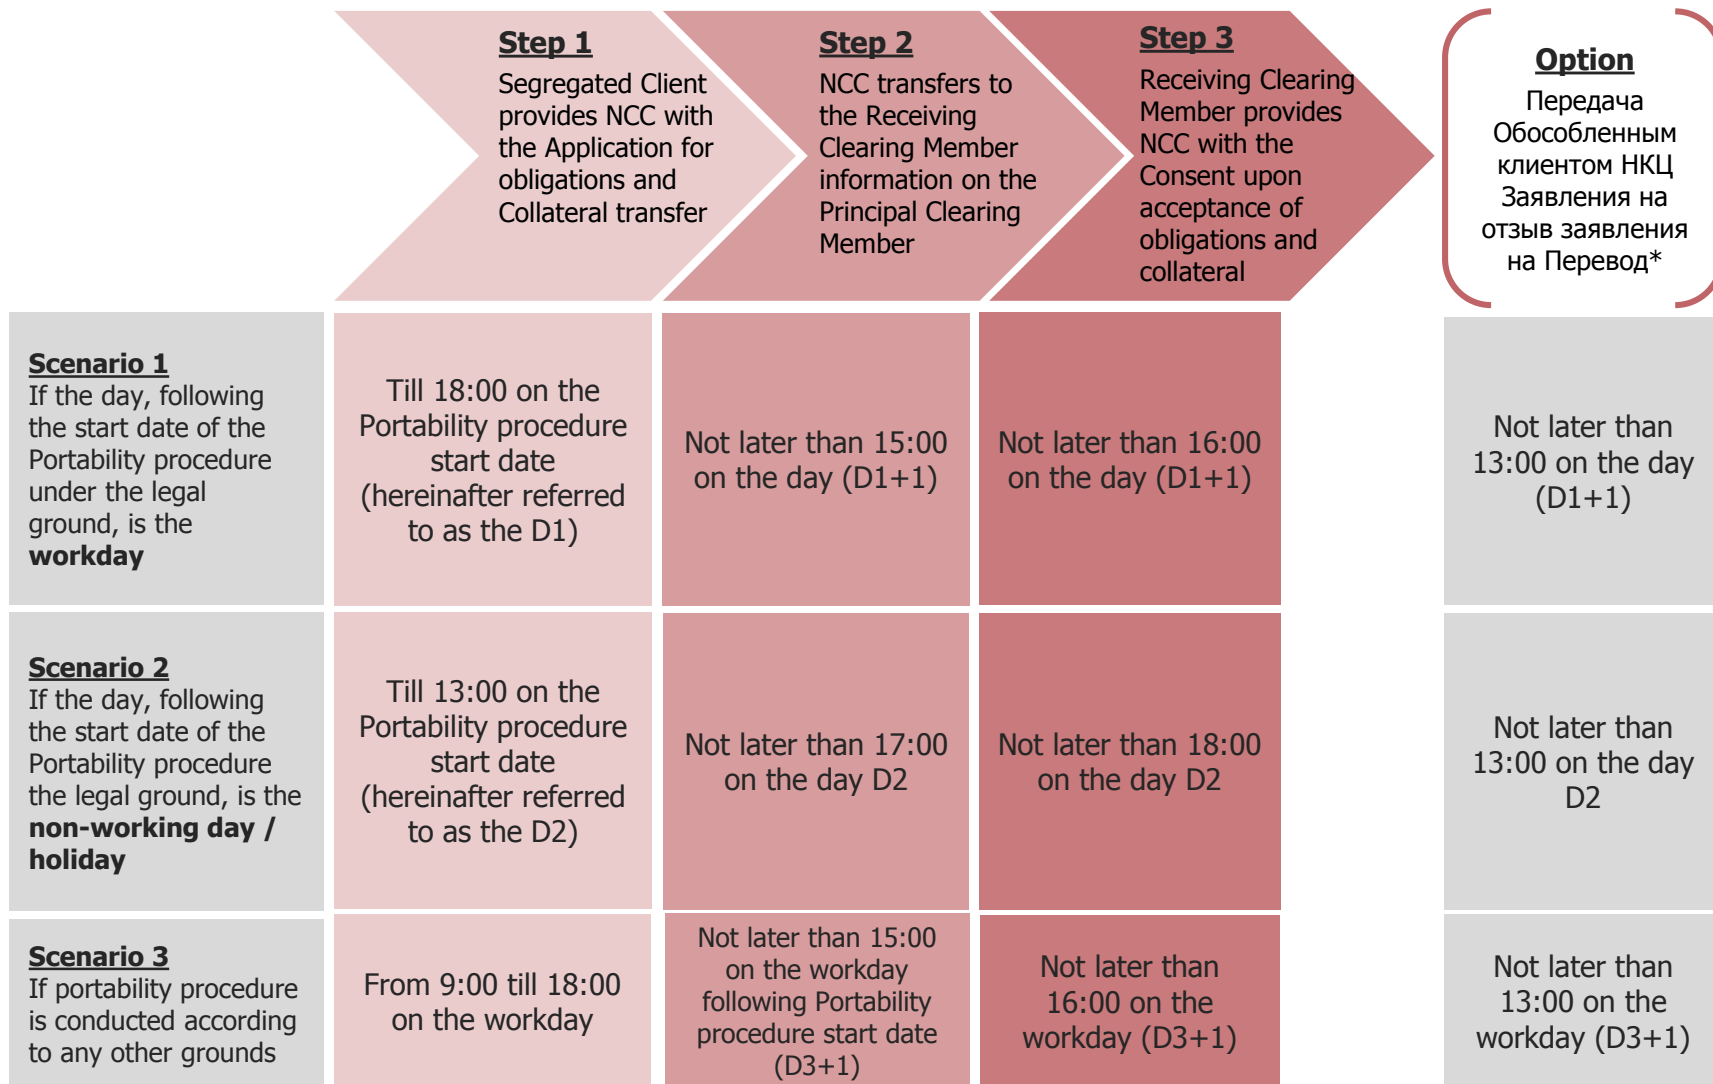 Step 1
Segregated Client
provides NCC with
the Application for
obligations and
Collateral transfer
Step 2
NCC transfers to
the Receiving
Clearing Member
information on the
Principal Clearing
Member
Step 3
Receiving Clearing
Member provides
NCC with the
Consent upon
acceptance of
obligations and
collateral
Option
Передача
Обособленным
клиентом НКЦ
Заявления на
отзыв заявления
на Перевод*
Scenario 1
If the day, following
the start date of the
Portability procedure
under the legal
ground, is the
workday
Till 18:00 on the
Portability procedure
start date
(hereinafter referred
to as the D1)
Not later than 15:00
on the day (D1+1)
Not later than 16:00
on the day (D1+1)
Not later than
13:00 on the day
(D1+1)
Scenario 2
If the day, following
the start date of the
Portability procedure
the legal ground, is the
non-working day /
holiday
Till 13:00 on the
Portability procedure
start date
(hereinafter referred
to as the D2)
Not later than 17:00
on the day D2
Not later than 18:00
on the day D2
Not later than
13:00 on the day
D2
Scenario 3
If portability procedure
is conducted according
to any other grounds
From 9:00 till 18:00
on the workday
Not later than 15:00
on the workday
following Portability
procedure start date
(D3+1)
Not later than
16:00 on the
workday (D3+1)
Not later than
13:00 on the
workday (D3+1)